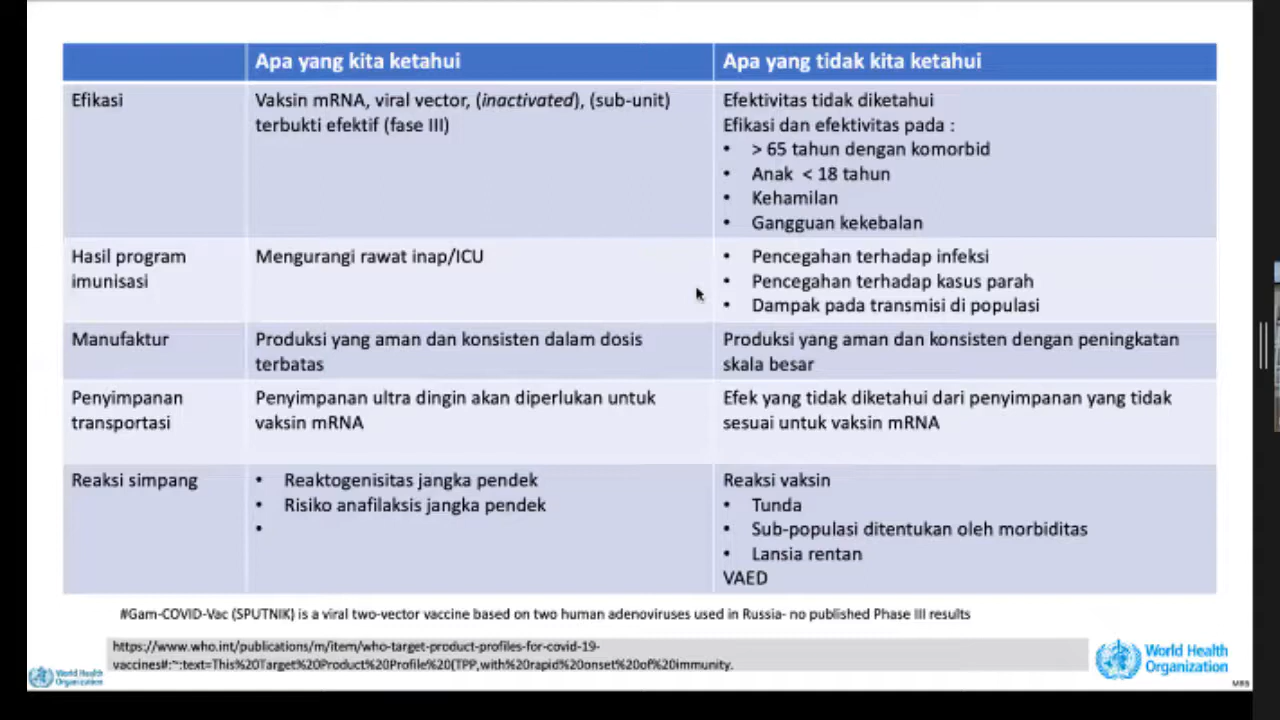 Apa yang kita ketahui
Apa yang tidak kita ketahui
Efikasi
Vaksin mRNA, viral vector, (inactivated), (sub-unit)
terbukti efektif (fase III)
Efektivitas tidak diketahui
Efikasi dan efektivitas pada :
• > 65 tahun dengan komorbid
• Anak < 18 tahun
• Kehamilan
• Gangguan kekebalan
Hasil program
imunisasi
Mengurangi rawat inap/ICU
• Pencegahan terhadap infeksi
• Pencegahan terhadap kasus parah
• Dampak pada transmisi di populasi
Manufaktur
Produksi yang aman dan konsisten dalam dosis
terbatas
Produksi yang aman dan konsisten dengan peningkatan
skala besar
Penyimpanan
transportasi
Penyimpanan ultra dingin akan diperlukan untuk
vaksin mRNA
Efek yang tidak diketahui dari penyimpanan yang tidak
sesuai untuk vaksin mRNA
Reaksi simpang
• Reaktogenisitas jangka pendek
• Risiko anafilaksis jangka pendek
•
Reaksi vaksin
• Tunda
• Sub-populasi ditentukan oleh morbiditas
• Lansia rentan
VAED
#Gam-COVID-Vac (SPUTNIK) is a viral two-vector vaccine based on two human adenoviruses used in Russia- no published Phase III results
https://www.who.int/publications/m/item/who-target-product-profiles-for-covid-19-
vaccines#:~:text=This%20Target%20Product%20Profile%20(TPP,with%20rapid%20onset%20of%20immunity.
World Health
Organization
World Health
Organization